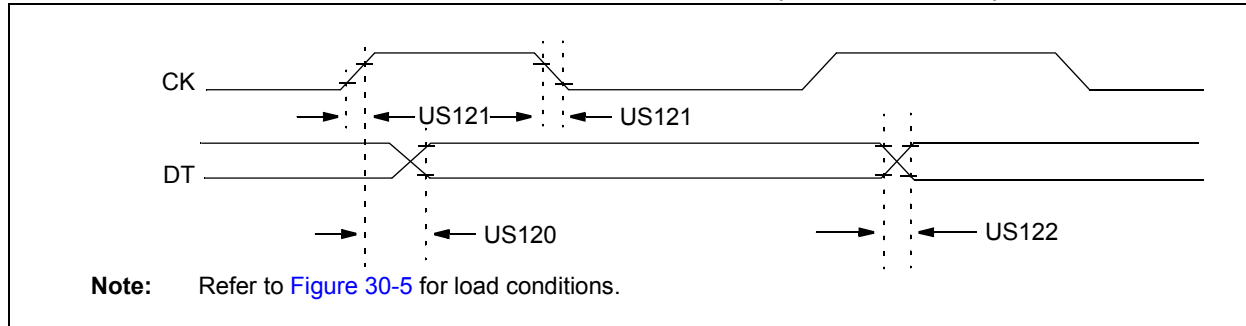 CK
US121
US121
DT
US120
US122
Note: Refer to Figure 30-5 for load conditions.